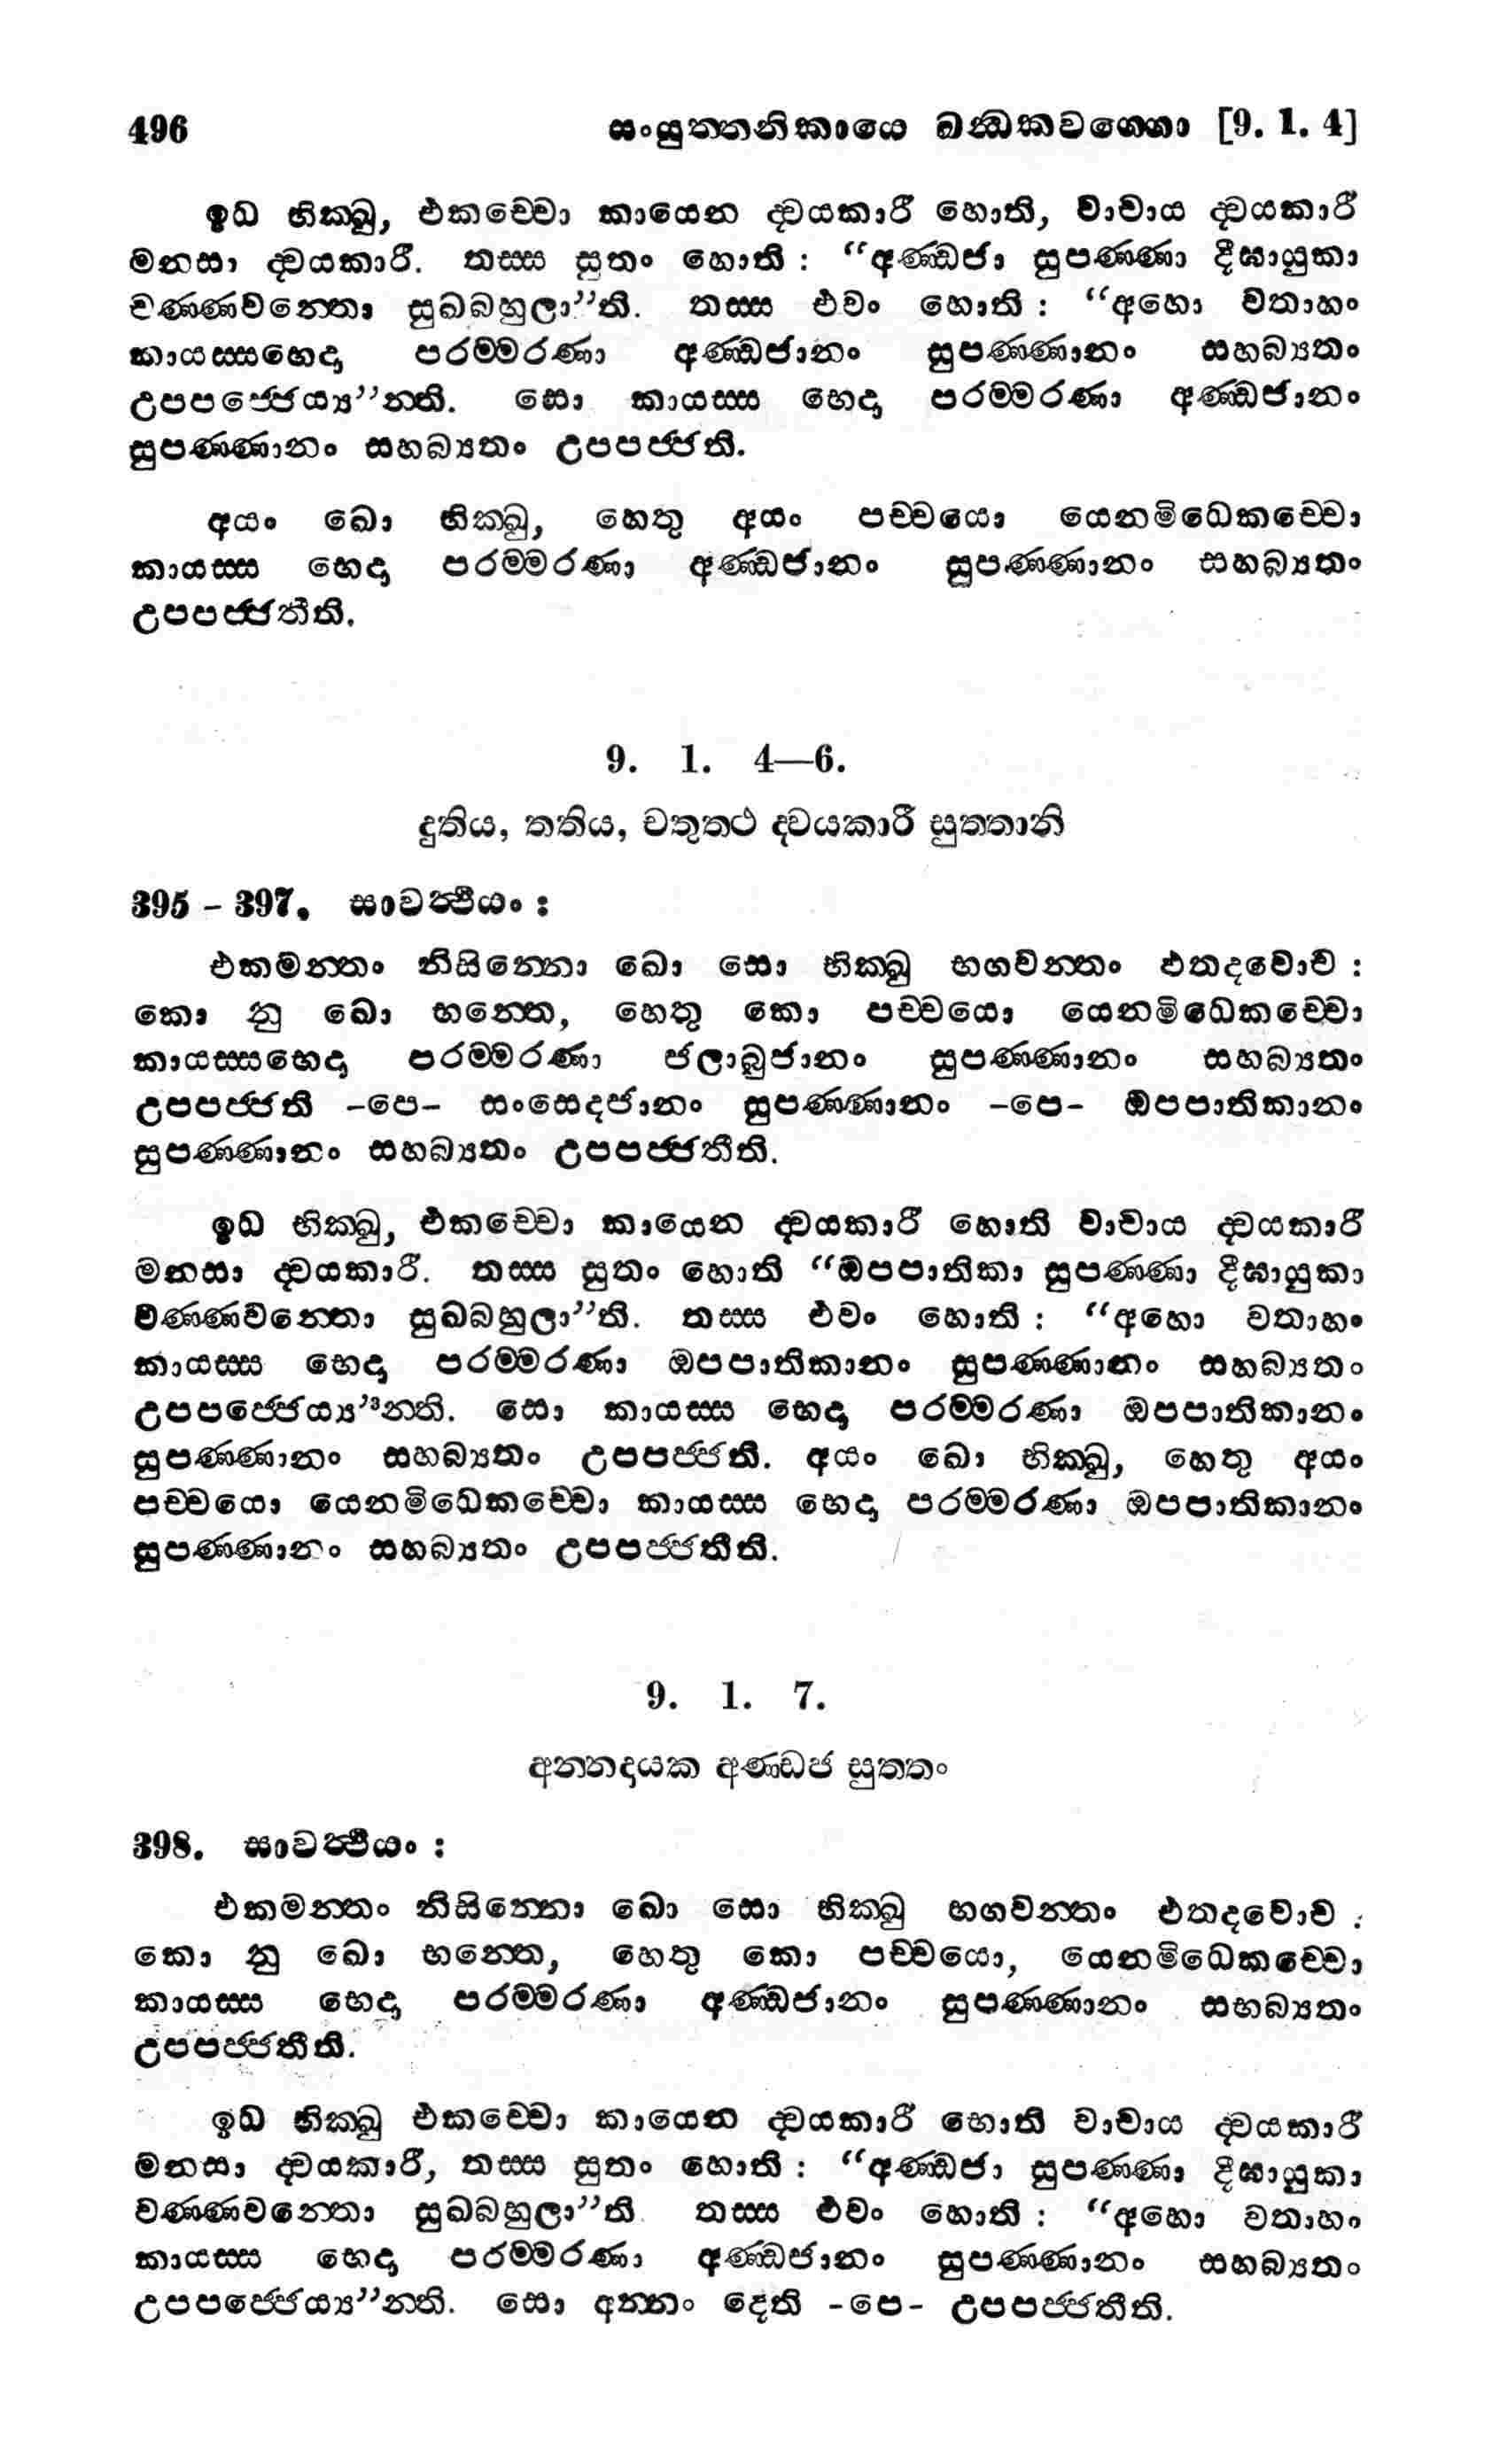 496 සංයුත්තනිකායෙ ඛන්ධකවග්ගො [9. 1. 4]
ඉධ භික්ඛු, එකච්චො කායෙන ද්වයකාරී හොති, වාචාය ද්වයකාරී
මනසා ද්වයකාරී. තස්ස සුතං හොති : “අණ්ඩජා සුපණ්ණා දීඝායුකා
වණ්ණවන්තො සුඛබහුලා”ති. තස්ස එවං හොති : “අහො වතාහං
කායස්සභෙදා පරම්මරණා අණ්ඩජානං සුපණ්ණානං සහබ්‍යතං
උපපජ්ජෙය්‍ය”න්ති. සො කායස්ස භෙදා පරම්මරණා අණ්ඩජානං
සුපණ්ණානං සහබ්‍යතං උපපජ්ජති.
අයං ඛො භික්ඛු, හෙතු අයං පච්චයො යෙනමිධෙකච්චො
කායස්ස භෙදා පරම්මරණා අණ්ඩජානං සුපණ්ණානං සහබ්‍යතං
උපපජ්ජතීති.
9. 1. 4—6.
දුතිය, තතිය, චතුත්ථ ද්වයකාරී සුත්තානි
395 - 397. සාවත්ථියං :
එකමන්තං නිසින්නො ඛො සො භික්ඛු භගවන්තං එතදවොච :
කො නු ඛො භන්තෙ, හෙතු කො පච්චයො යෙනමිධෙකච්චො
කායස්සභෙදා පරම්මරණා ජලාබුජානං සුපණ්ණානං සහබ්‍යතං
උපපජ්ජති -පෙ- සංසෙදජානං සුපණ්ණානං -පෙ- ඔපපාතිකානං
සුපණ්ණානං සහබ්‍යතං උපපජ්ජතීති.
ඉධ භික්ඛු, එකච්චො කායෙන ද්වයකාරී හොති වාචාය ද්වයකාරී
මනසා ද්වයකාරී. තස්ස සුතං හොති “ඔපපාතිකා සුපණ්ණා දීඝායුකා
වණ්ණවන්තො සුඛබහුලා”ති. තස්ස එවං හොති : “අහො වතාහං
කායස්ස භෙදා පරම්මරණා ඔපපාතිකානං සුපණ්ණානං සහබ්‍යතං
උපපජ්ජෙය්‍ය”න්ති. සො කායස්ස භෙදා පරම්මරණා ඔපපාතිකානං
සුපණ්ණානං සහබ්‍යතං උපපජ්ජති. අයං ඛො භික්ඛු, හෙතු අයං
පච්චයො යෙනමිධෙකච්චො කායස්ස භෙදා පරම්මරණා ඔපපාතිකානං
සුපණ්ණානං සහබ්‍යතං උපපජ්ජතීති.
9. 1. 7.
අන්නදායක අණ්ඩජ සුත්තං
398. සාවත්ථියං :
එකමන්තං නිසින්නො ඛො සො භික්ඛු භගවන්තං එතදවොච :
කො නු ඛො භන්තෙ, හෙතු කො පච්චයො, යෙනමිධෙකච්චො
කායස්ස භෙදා පරම්මරණා අණ්ඩජානං සුපණ්ණානං සභබ්‍යතං
උපපජ්ජතීති.
ඉධ භික්ඛු එකච්චො කායෙන ද්වයකාරී භොති වාචාය ද්වයකාරී
මනසා ද්වයකාරී, තස්ස සුතං හොති : “අණ්ඩජා සුපණ්ණා දීඝායුකා
වණ්ණවන්තො සුඛබහුලා”ති තස්ස එවං හොති : “අහො වතාහං
කායස්ස භෙදා පරම්මරණා අණ්ඩජානං සුපණ්ණානං සහබ්‍යතං
උපපජ්ජෙය්‍ය”න්ති. සො අන්නං දෙති -පෙ- උපපජ්ජතීති.